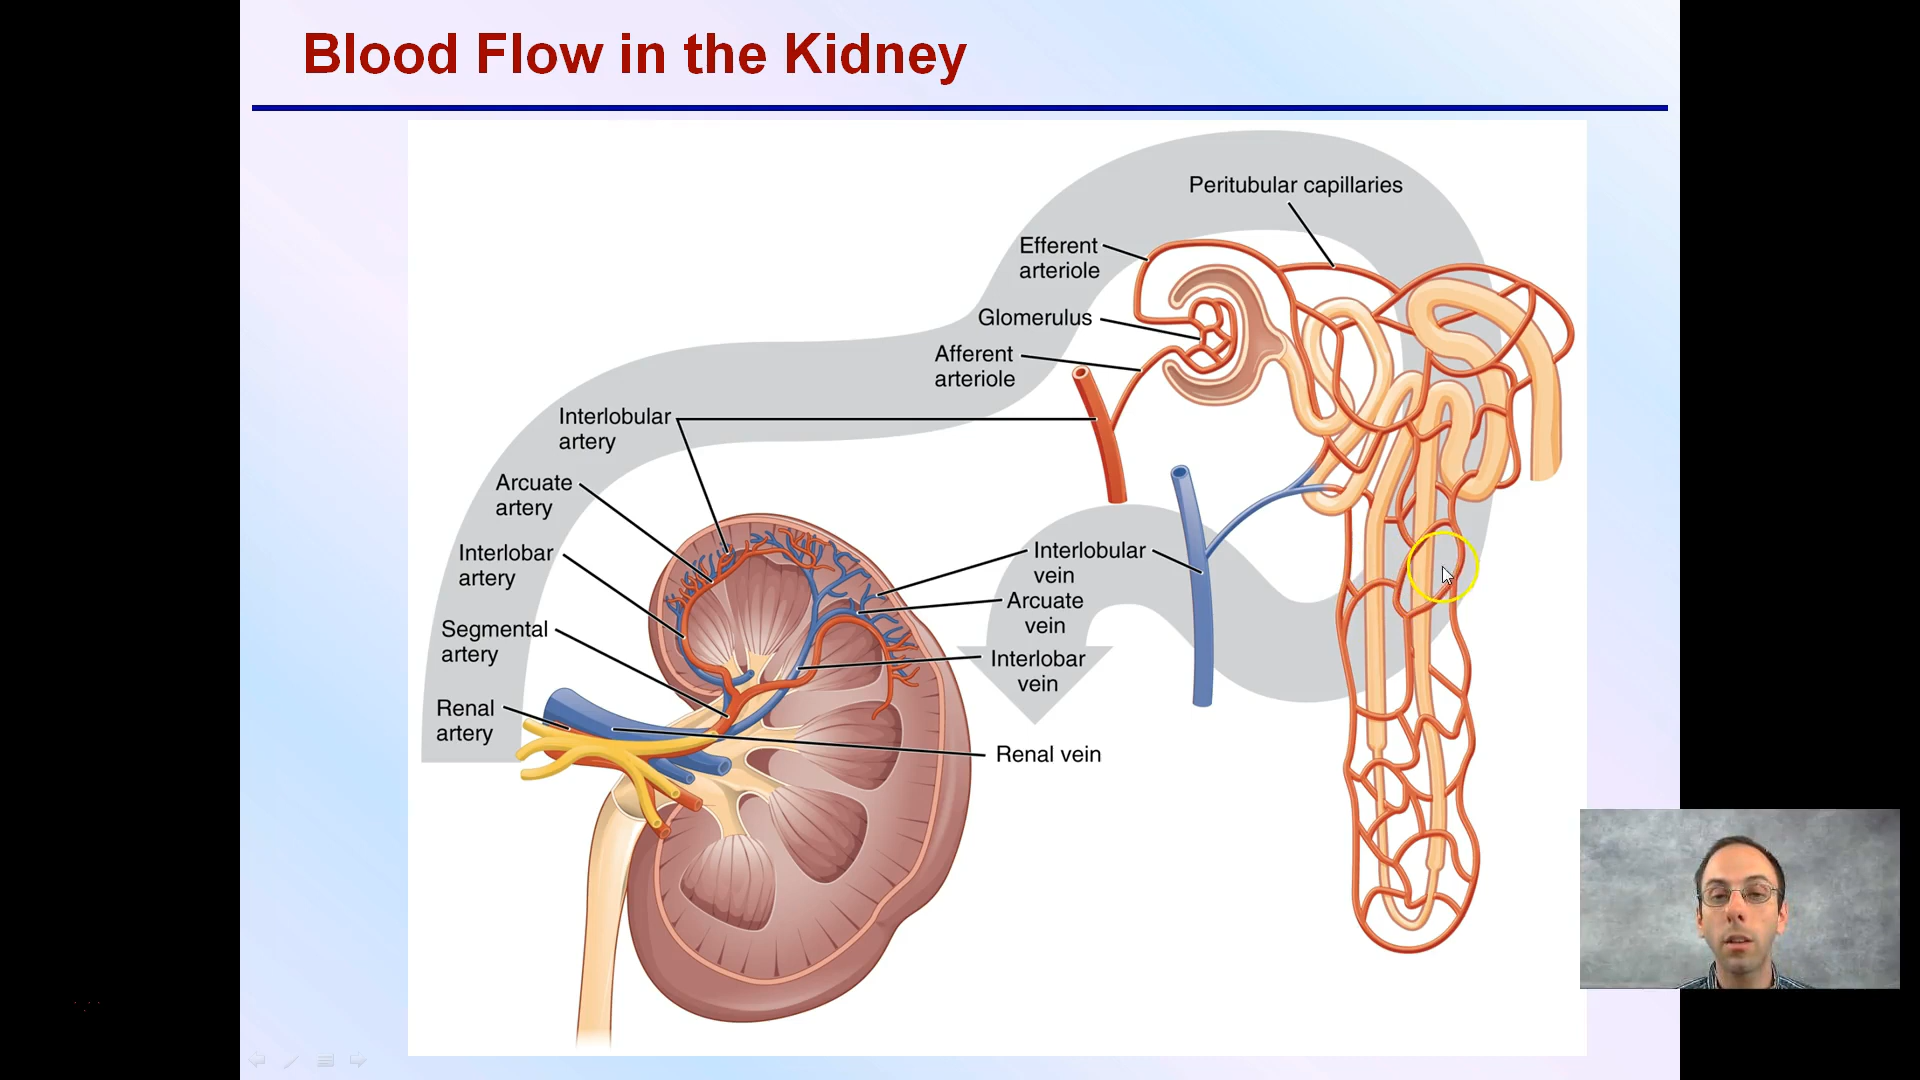 Blood Flow in the Kidney
Peritubular capillaries
Efferent
arteriole
Glomerulus
Afferent
arteriole
Interlobular
artery
Arcuate
artery
Interlobar
artery
Segmental
artery
Renal
artery
Interlobular
vein
Arcuate
vein
Interlobar
vein
Renal vein